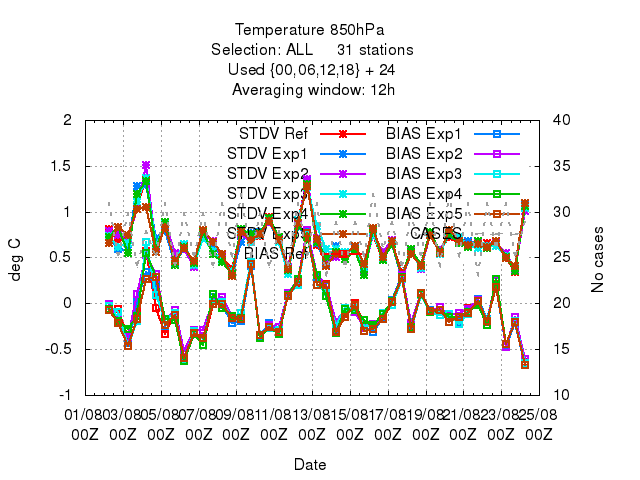 Temperature 850hPa
Selection: ALL 31 stations
Used {00,06,12,18} + 24
Averaging window: 12h
deg C
2
1.5
1
0.5
0
-0.5
-1
STDV Ref
STDV Exp1
STDV Exp2
STDV Exp3
STDV Exp4
STDV Exp5
BIAS Ref
BIAS Exp1
BIAS Exp2
BIAS Exp3
BIAS Exp4
BIAS Exp5
CASES
40
35
30
25
20
15
10
No cases
01/08 03/08 05/08 07/08 09/08 11/08 13/08 15/08 17/08 19/08 21/08 23/08 25/08
00Z 00Z 00Z 00Z 00Z 00Z 00Z 00Z 00Z 00Z 00Z 00Z 00Z
Date